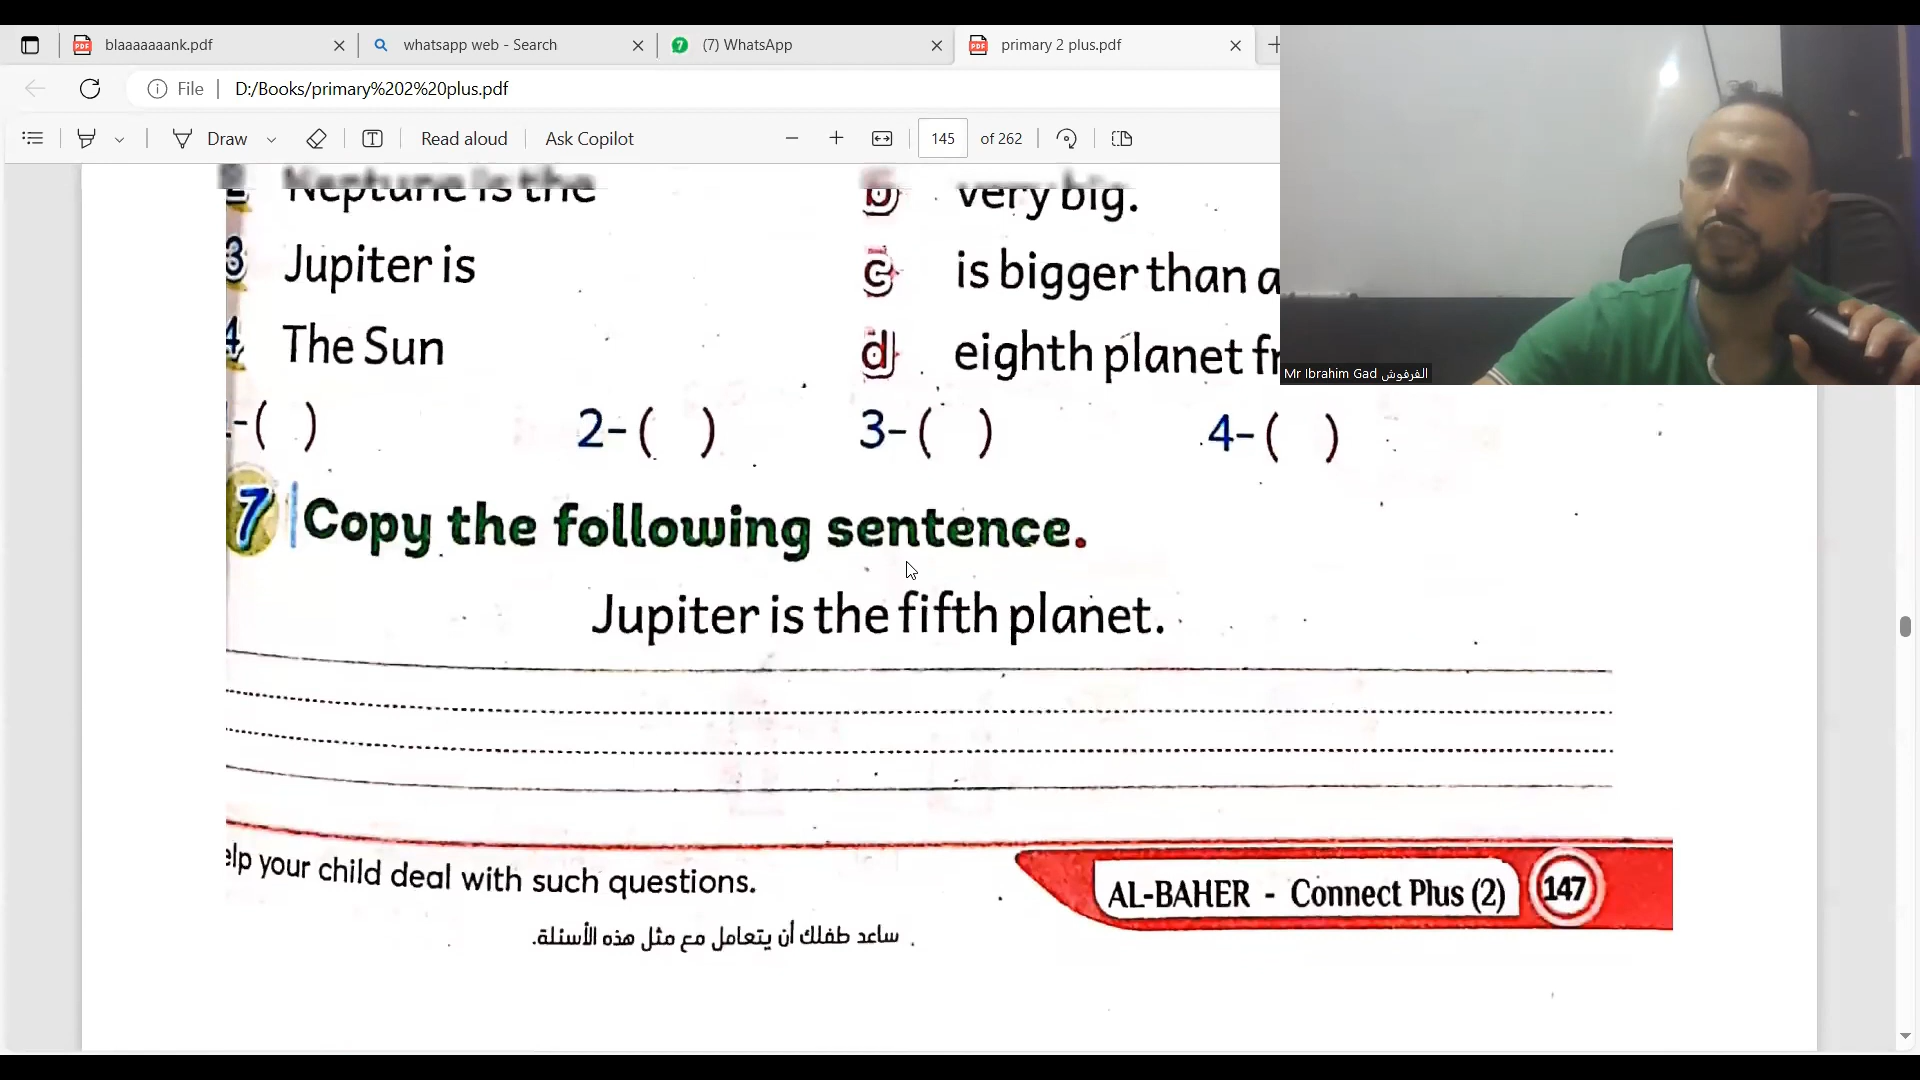 blaaaaaaank.pdf
whatsapp web - Search
(7) WhatsApp
primary 2 plus.pdf
File
D:/Books/primary%202%20plus.pdf
Draw
Read aloud
Ask Copilot
145
of 262
2 Neptune is the
b very big.
3 Jupiter is
c is bigger than a
4 The Sun
d eighth planet fr
-( )
2-( )
3-( )
4-( )
7 Copy the following sentence.
Jupiter is the fifth planet.
elp your child deal with such questions.
ساعد طفلك أن يتعامل مع مثل هذه الأسئلة.
AL-BAHER - Connect Plus (2)
147
Mr Ibrahim Gad الفرفوش